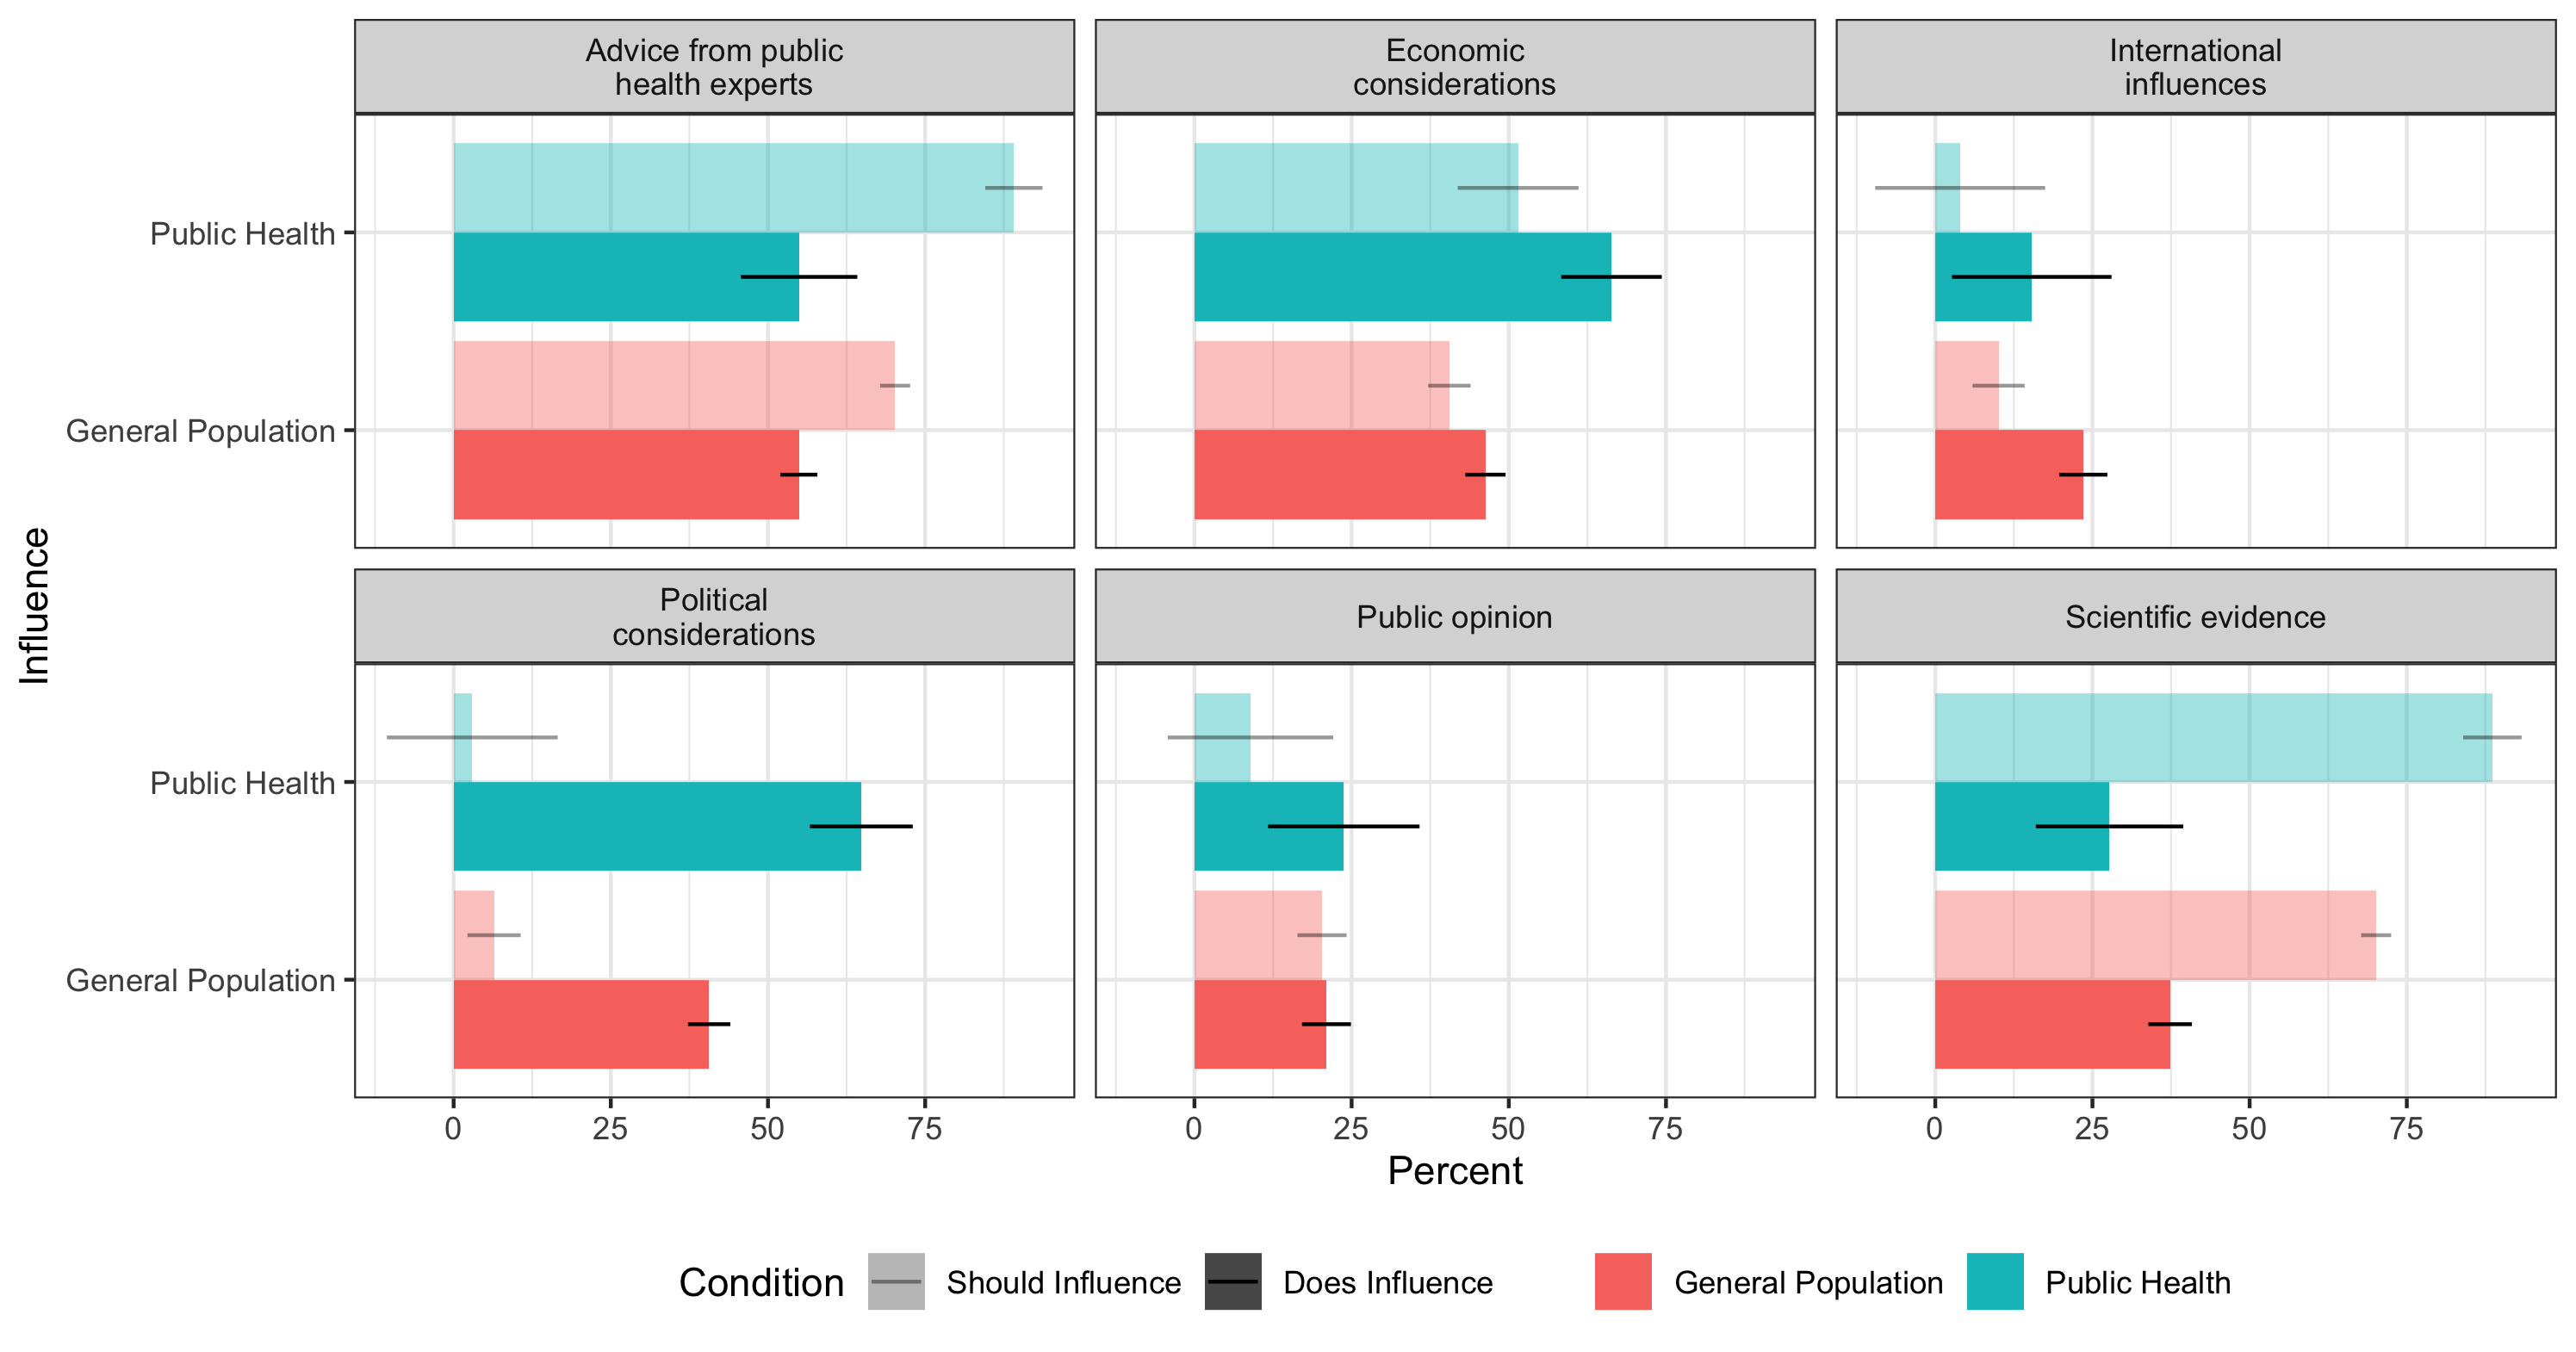 Advice from public
health experts
Economic
considerations
International
influences
Public Health
General Population
Influence
Political
considerations
Public opinion
Scientific evidence
Public Health
General Population
0 25 50 75
0 25 50 75
0 25 50 75
Percent
Condition Should Influence Does Influence General Population Public Health